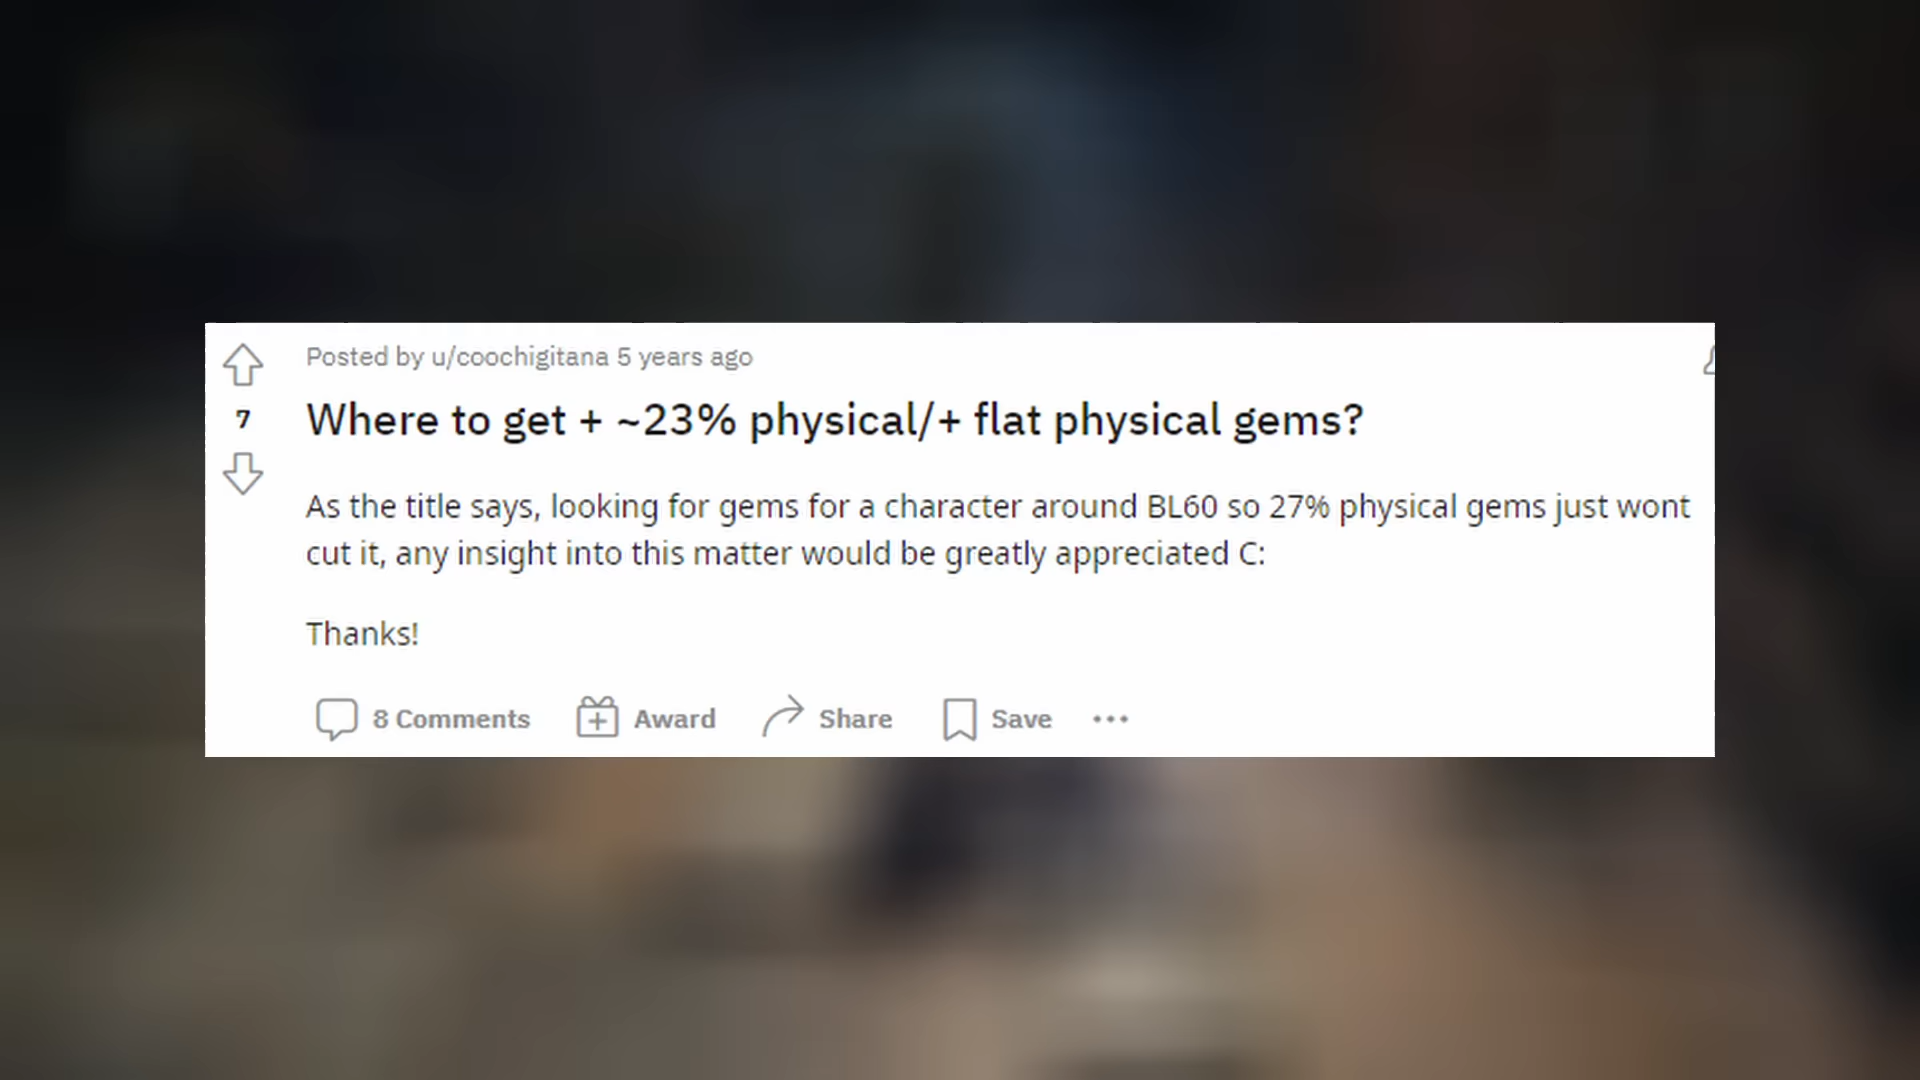 Posted by u/coochigitana 5 years ago
7
Where to get + ~23% physical/+ flat physical gems?
As the title says, looking for gems for a character around BL60 so 27% physical gems just wont
cut it, any insight into this matter would be greatly appreciated C:
Thanks!
8 Comments Award Share Save